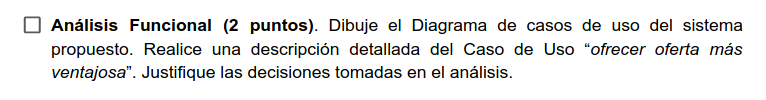 Análisis Funcional (2 puntos). Dibuje el Diagrama de casos de uso del sistema
propuesto. Realice una descripción detallada del Caso de Uso “ofrecer oferta más
ventajosa”. Justifique las decisiones tomadas en el análisis.